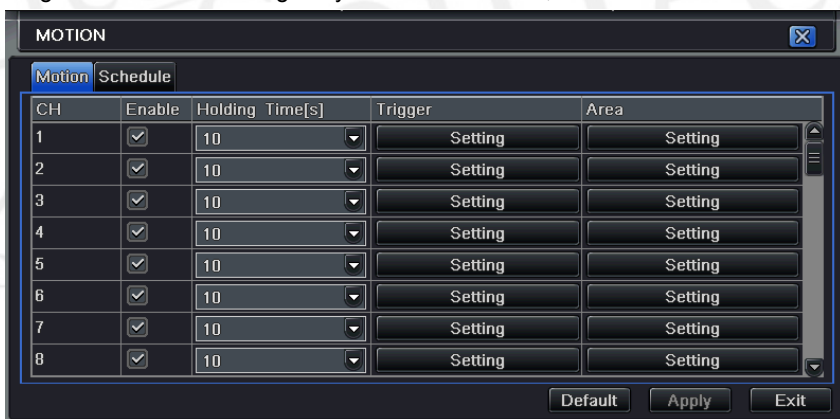 MOTION
Motion Schedule
CH Enable Holding Time[s] Trigger Area
1 10 Setting Setting
2 10 Setting Setting
3 10 Setting Setting
4 10 Setting Setting
5 10 Setting Setting
6 10 Setting Setting
7 10 Setting Setting
8 10 Setting Setting
Default Apply Exit